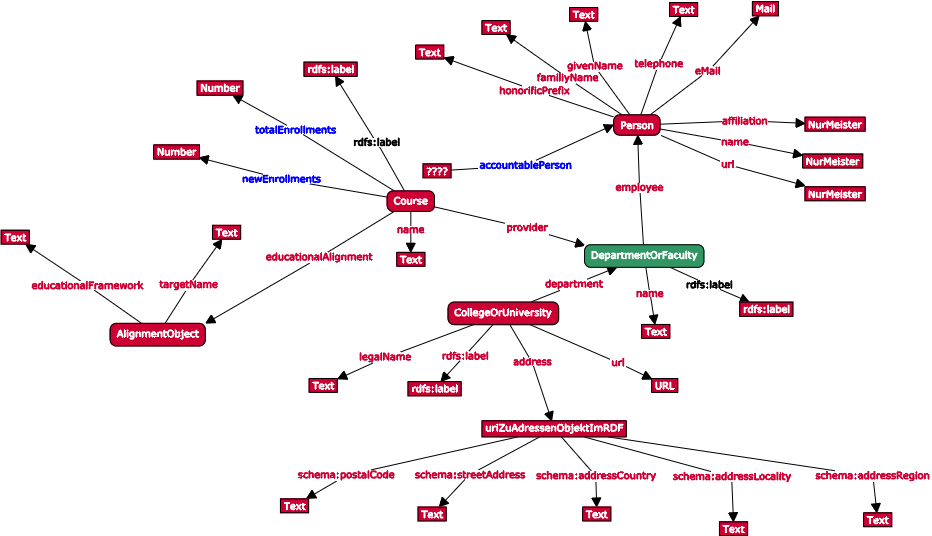 Mail
Text
Text
Text
Text
givenName
telephone
eMail
familiyName
honorificPrefix
rdfs:label
Number
totalEnrollments
rdfs:label
Person
affiliation
NurMeister
name
NurMeister
url
NurMeister
Number
newEnrollments
????
accountablePerson
employee
Course
name
provider
Text
Text
educationalAlignment
Text
DepartmentOrFaculty
educationalFramework
targetName
department
name
rdfs:label
CollegeOrUniversity
rdfs:label
AlignmentObject
Text
legalName
rdfs:label
address
url
Text
rdfs:label
URL
uriZuAdressenObjektImRDF
schema:postalCode
schema:streetAddress
schema:addressCountry
schema:addressLocality
schema:addressRegion
Text
Text
Text
Text
Text